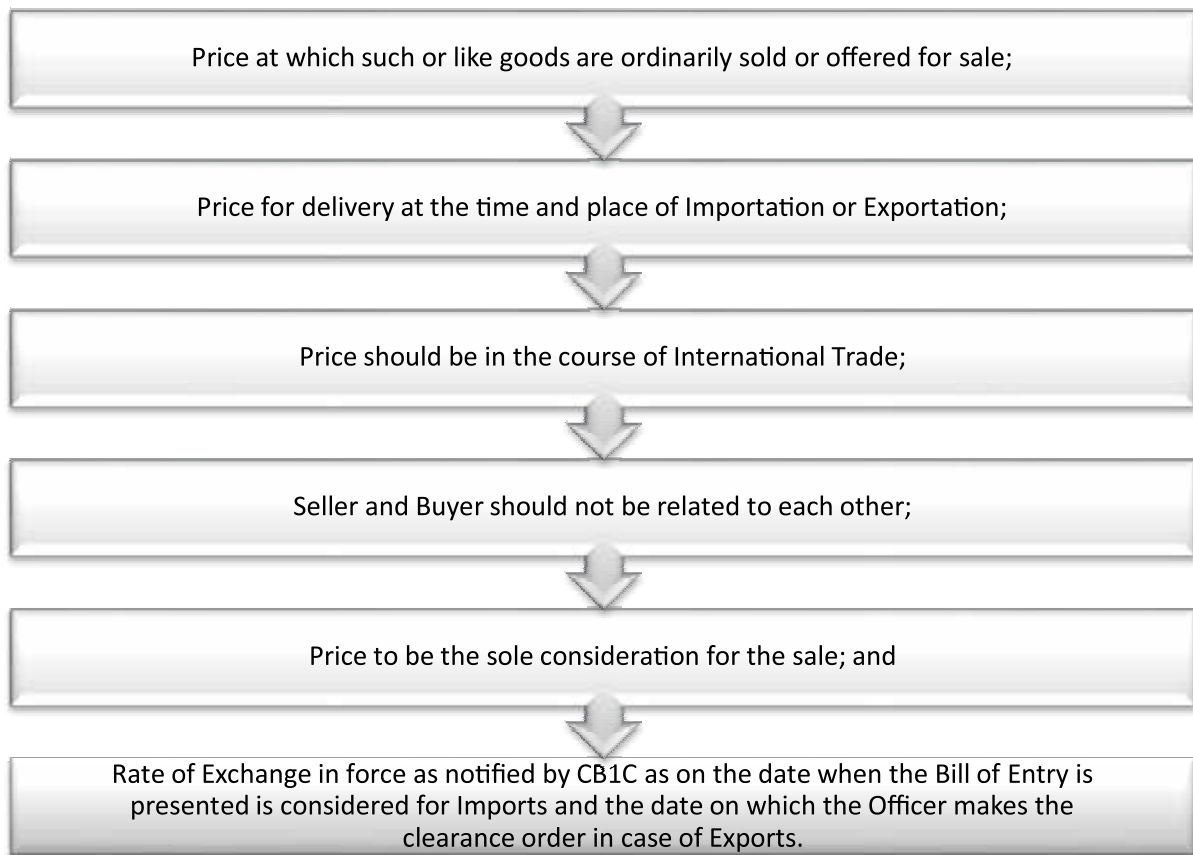 Price at which such or like goods are ordinarily sold or offered for sale;
Price for delivery at the time and place of Importation or Exportation;
Price should be in the course of International Trade;
Seller and Buyer should not be related to each other;
Price to be the sole consideration for the sale; and
Rate of Exchange in force as notified by CB1C as on the date when the Bill of Entry is
presented is considered for Imports and the date on which the Officer makes the
clearance order in case of Exports.